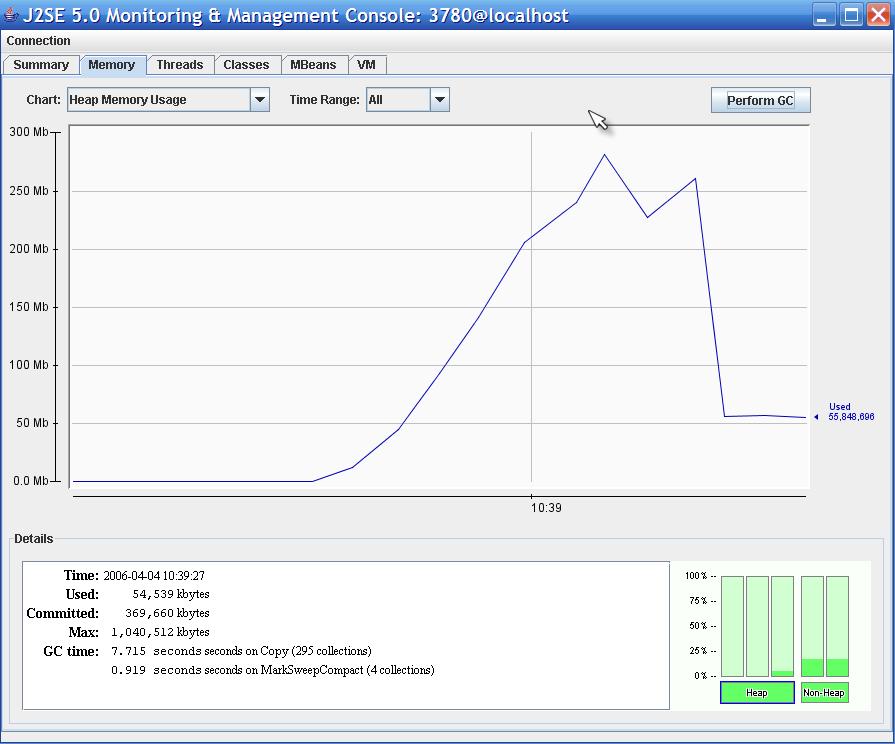 J2SE 5.0 Monitoring & Management Console: 3780@localhost
Connection
Summary Memory Threads Classes MBeans VM
Chart: Heap Memory Usage Time Range: All Perform GC
300 Mb
250 Mb
200 Mb
150 Mb
100 Mb
50 Mb
0.0 Mb
Used
55,848,696
10:39
Details
Time: 2006-04-04 10:39:27
Used: 54,539 kbytes
Committed: 369,660 kbytes
Max: 1,040,512 kbytes
GC time: 7.715 seconds seconds on Copy (295 collections)
0.919 seconds seconds on MarkSweepCompact (4 collections)
100% --
75% --
50% --
25% --
0% --
Heap Non-Heap